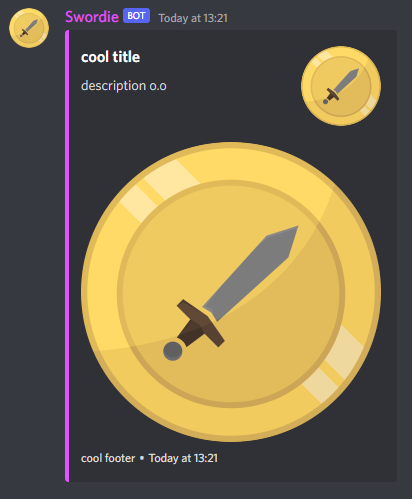 Swordie BOT Today at 13:21
cool title
description o.o
cool footer • Today at 13:21